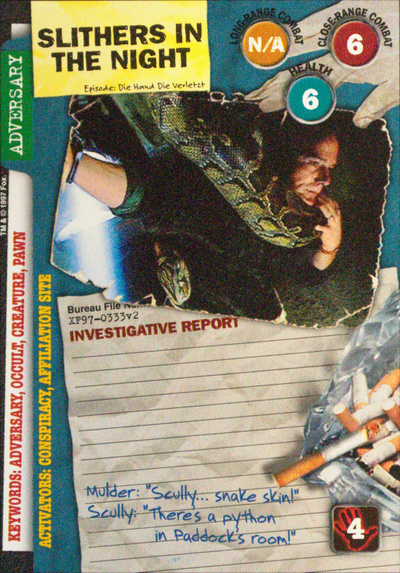 SLITHERS IN
THE NIGHT
Episode: Die Hand Die Verletzt
LONG-RANGE COMBAT
N/A
CLOSE-RANGE COMBAT
6
HEALTH
6
ADVERSARY
TM & © 1997 Fox.
KEYWORDS: ADVERSARY, OCCULT, CREATURE, PAWN
ACTIVATORS: CONSPIRACY, AFFILIATION SITE
Bureau File
XF97-0333v2
INVESTIGATIVE REPORT
Mulder: "Scully... snake skin!"
Scully: "There's a python
in Paddock's room!"
4